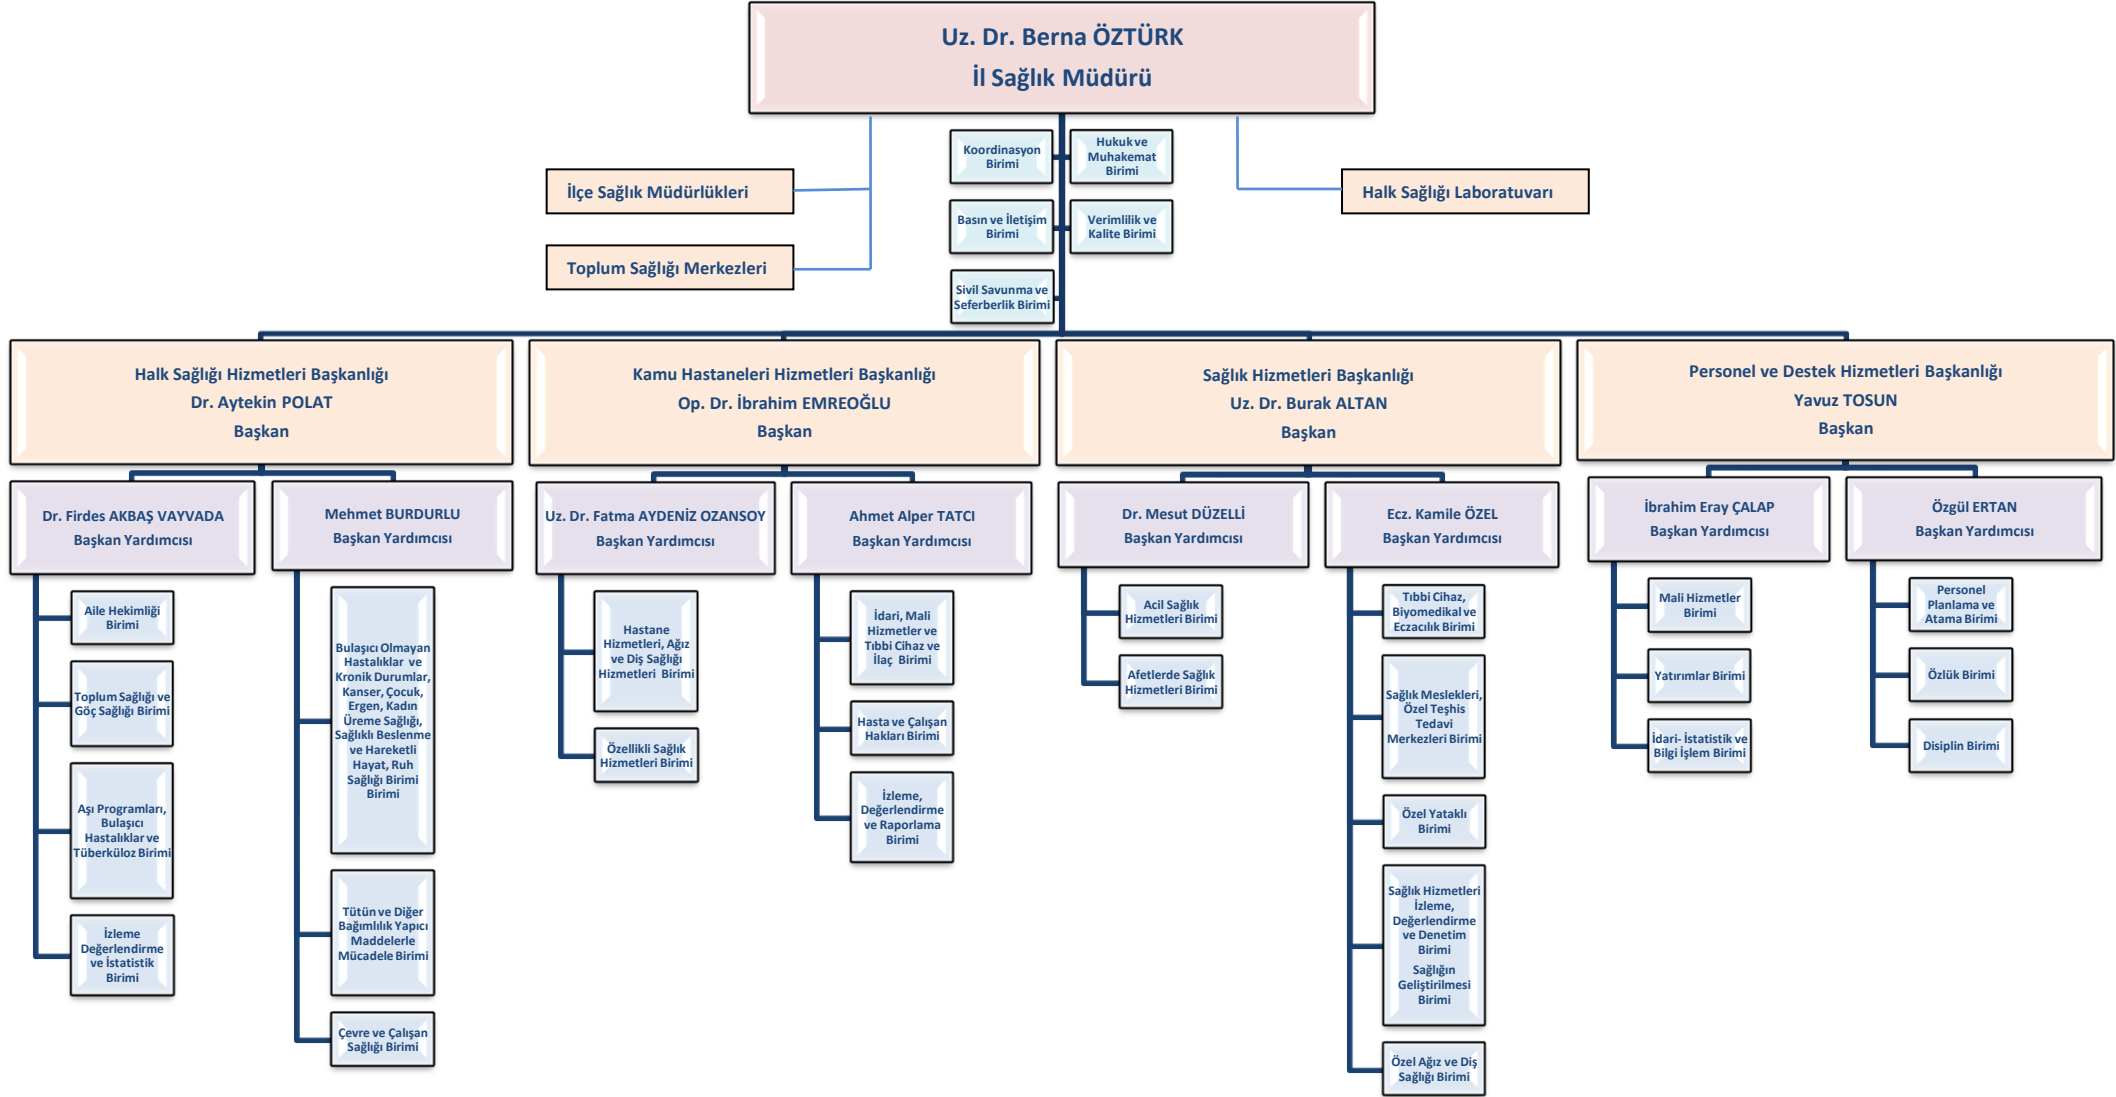 Uz. Dr. Berna ÖZTÜRK
İl Sağlık Müdürü
Koordinasyon
Birimi
Hukuk ve
Muhakemat
Birimi
İlçe Sağlık Müdürlükleri
Halk Sağlığı Laboratuvarı
Basın ve İletişim
Birimi
Verimlilik ve
Kalite Birimi
Toplum Sağlığı Merkezleri
Sivil Savunma ve
Seferberlik Birimi
Halk Sağlığı Hizmetleri Başkanlığı
Dr. Aytekin POLAT
Başkan
Kamu Hastaneleri Hizmetleri Başkanlığı
Op. Dr. İbrahim EMREOĞLU
Başkan
Sağlık Hizmetleri Başkanlığı
Uz. Dr. Burak ALTAN
Başkan
Personel ve Destek Hizmetleri Başkanlığı
Yavuz TOSUN
Başkan
Dr. Firdes AKBAŞ VAYVADA
Başkan Yardımcısı
Mehmet BURDURLU
Başkan Yardımcısı
Uz. Dr. Fatma AYDENİZ OZANSOY
Başkan Yardımcısı
Ahmet Alper TATCI
Başkan Yardımcısı
Dr. Mesut DÜZELLİ
Başkan Yardımcısı
Ecz. Kamile ÖZEL
Başkan Yardımcısı
İbrahim Eray ÇALAP
Başkan Yardımcısı
Özgül ERTAN
Başkan Yardımcısı
Aile Hekimliği
Birimi
Toplum Sağlığı ve
Göç Sağlığı Birimi
Aşı Programları,
Bulaşıcı
Hastalıklar ve
Tüberküloz Birimi
İzleme
Değerlendirme
ve İstatistik
Birimi
Bulaşıcı Olmayan
Hastalıklar ve
Kronik Durumlar,
Kanser, Çocuk,
Ergen, Kadın
Üreme Sağlığı,
Sağlıklı Beslenme
ve Hareketli
Hayat, Ruh
Sağlığı Birimi
Birimi
Tütün ve Diğer
Bağımlılık Yapıcı
Maddelerle
Mücadele Birimi
Çevre ve Çalışan
Sağlığı Birimi
Hastane
Hizmetleri, Ağız
ve Diş Sağlığı
Hizmetleri Birimi
Özellikli Sağlık
Hizmetleri Birimi
İdari, Mali
Hizmetler ve
Tıbbi Cihaz ve
İlaç Birimi
Hasta ve Çalışan
Hakları Birimi
İzleme,
Değerlendirme
ve Raporlama
Birimi
Acil Sağlık
Hizmetleri Birimi
Afetlerde Sağlık
Hizmetleri Birimi
Tıbbi Cihaz,
Biyomedikal ve
Eczacılık Birimi
Sağlık Meslekleri,
Özel Teşhis
Tedavi
Merkezleri Birimi
Özel Yataklı
Birimi
Sağlık Hizmetleri
İzleme,
Değerlendirme
ve Denetim
Birimi
Sağlığın
Geliştirilmesi
Birimi
Özel Ağız ve Diş
Sağlığı Birimi
Mali Hizmetler
Birimi
Yatırımlar Birimi
İdari- İstatistik ve
Bilgi İşlem Birimi
Personel
Planlama ve
Atama Birimi
Özlük Birimi
Disiplin Birimi